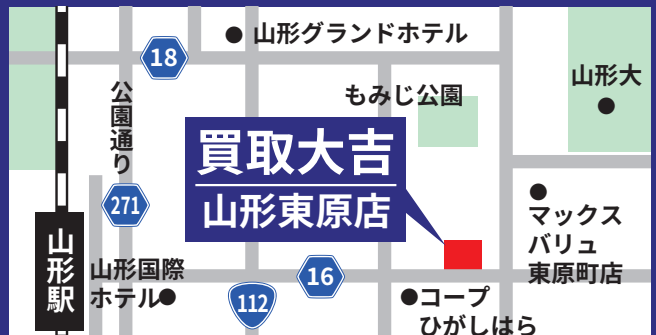 山形グランドホテル
18
山形大
もみじ公園
公園通り
買取大吉
山形東原店
271
マックス
バリュ
東原町店
山形駅
山形国際
ホテル
16
112
コープ
ひがしはら